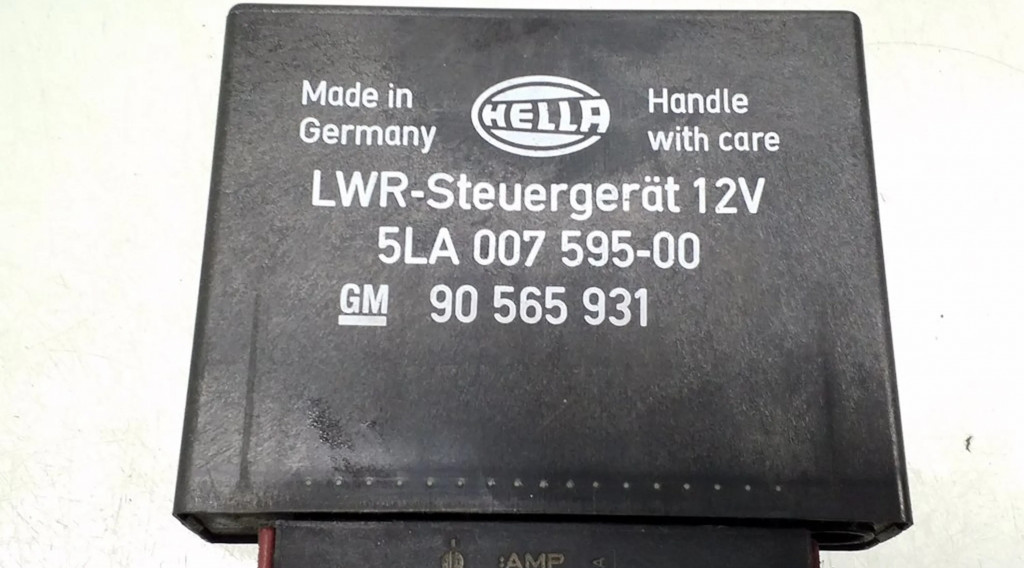 Made in
Germany
HELLA
Handle
with care
LWR-Steuergerät 12V
5LA 007 595-00
GM 90 565 931
AMP A